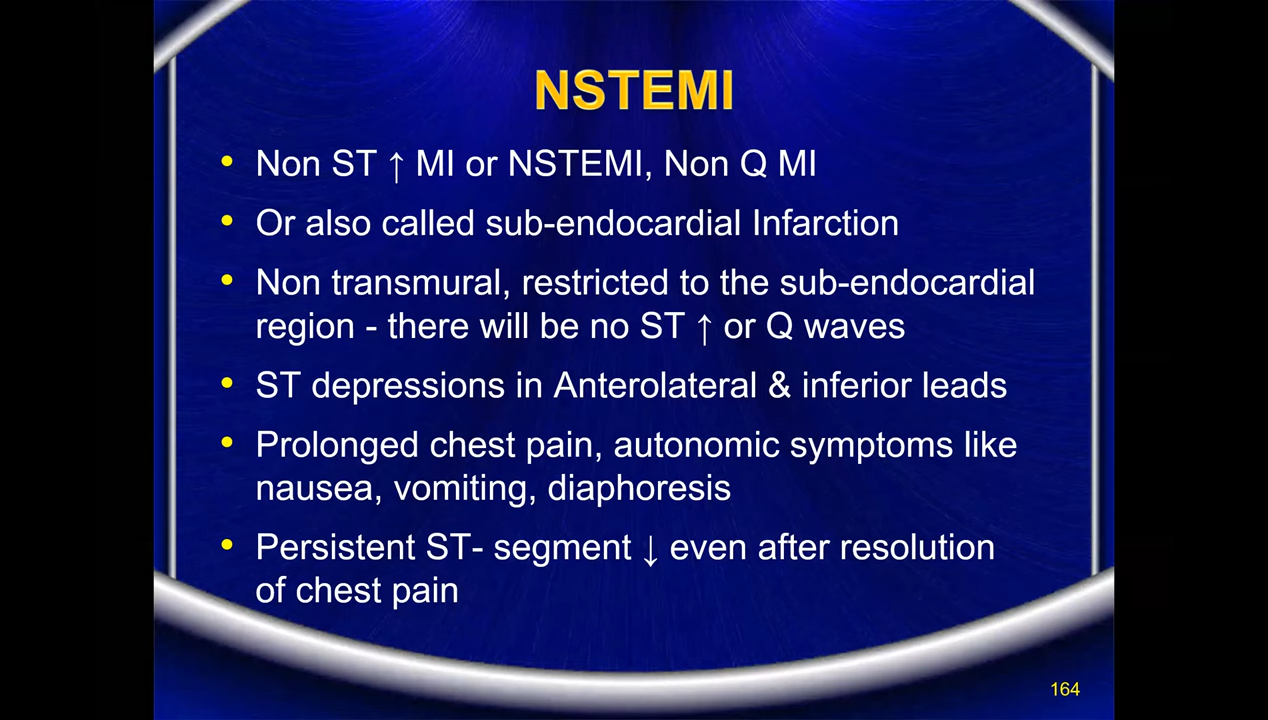 NSTEMI
• Non ST ↑ MI or NSTEMI, Non Q MI
• Or also called sub-endocardial Infarction
• Non transmural, restricted to the sub-endocardial
region - there will be no ST ↑ or Q waves
• ST depressions in Anterolateral & inferior leads
• Prolonged chest pain, autonomic symptoms like
nausea, vomiting, diaphoresis
• Persistent ST- segment ↓ even after resolution
of chest pain
164